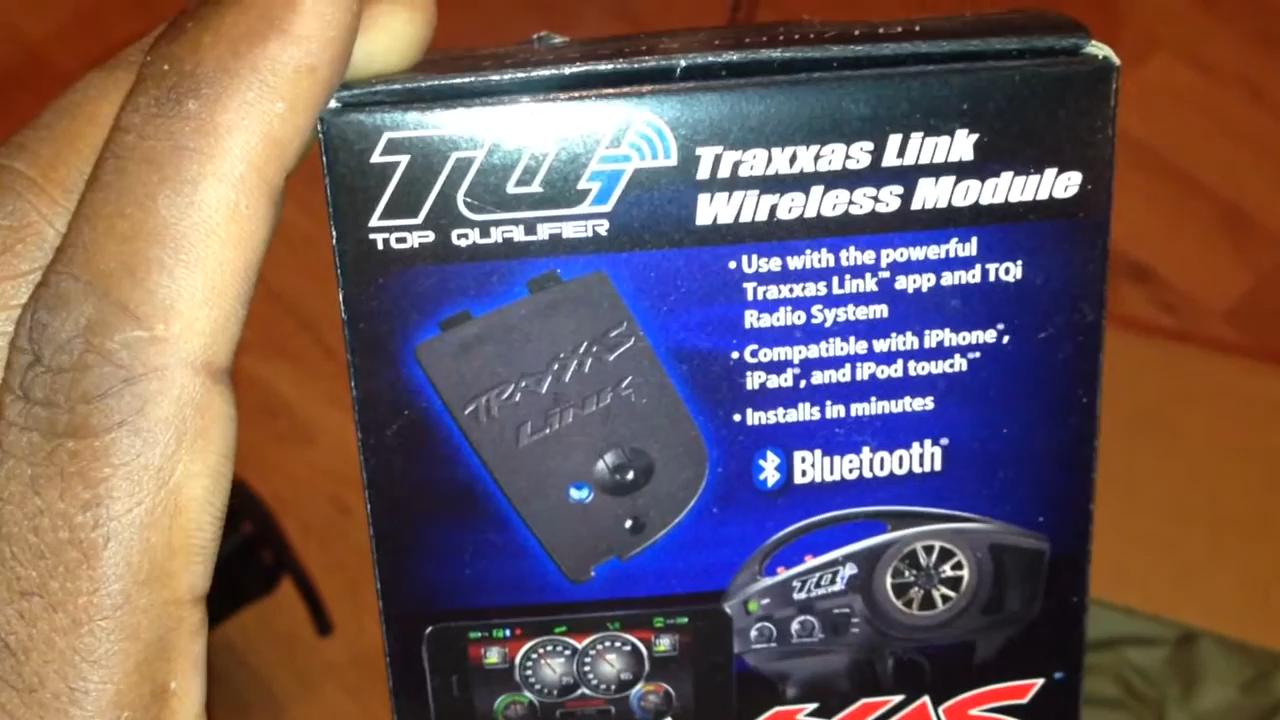 TQi
TOP QUALIFIER
Traxxas Link
Wireless Module
• Use with the powerful
Traxxas Link™ app and TQi
Radio System
• Compatible with iPhone®,
iPad®, and iPod touch®
• Installs in minutes
Bluetooth®
TRAXXAS
LINK
TQi